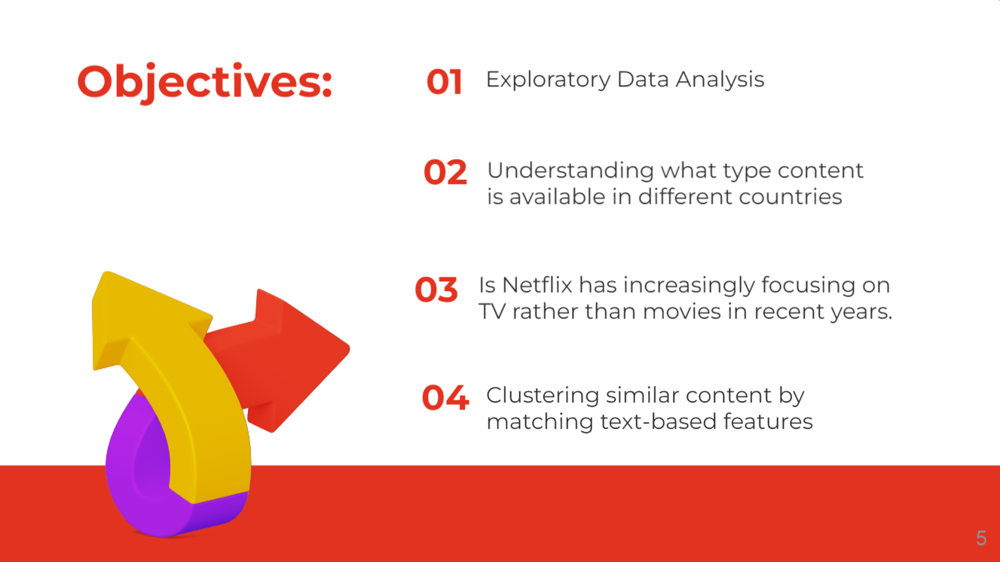 Objectives:
01 Exploratory Data Analysis
02 Understanding what type content
is available in different countries
03 Is Netflix has increasingly focusing on
TV rather than movies in recent years.
04 Clustering similar content by
matching text-based features
5